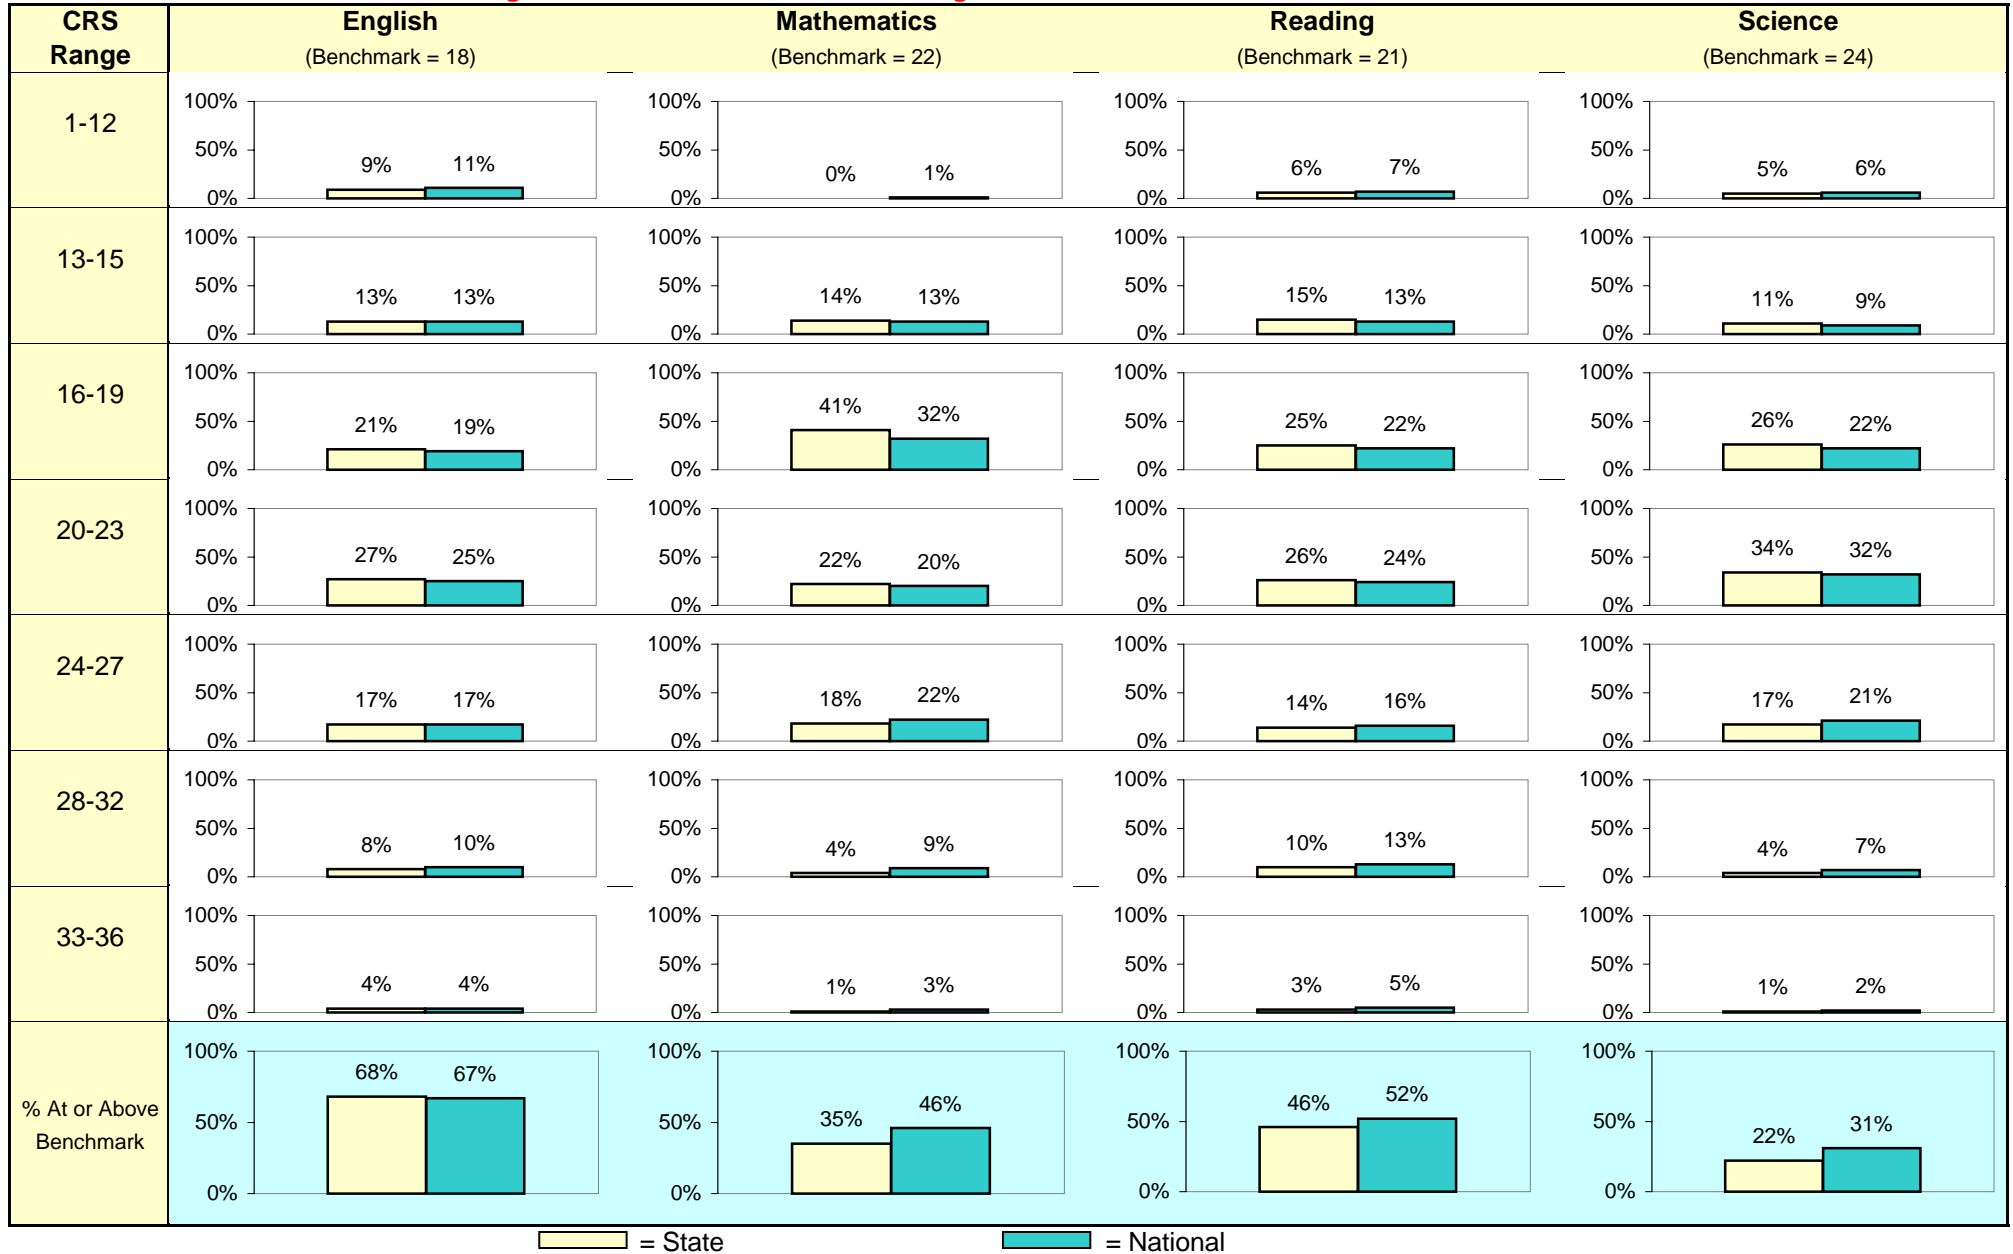 CRS Range English Mathematics Reading Science
(Benchmark = 18) (Benchmark = 22) (Benchmark = 21) (Benchmark = 24)
1-12
100% 100% 100% 100%
50% 50% 50% 50%
9% 11% 0% 1% 6% 7% 5% 6%
0% 0% 0% 0%
13-15
100% 100% 100% 100%
50% 50% 50% 50%
13% 13% 14% 13% 15% 13% 11% 9%
0% 0% 0% 0%
16-19
100% 100% 100% 100%
50% 50% 50% 50%
21% 19% 41% 32% 25% 22% 26% 22%
0% 0% 0% 0%
20-23
100% 100% 100% 100%
50% 50% 50% 50%
27% 25% 22% 20% 26% 24% 34% 32%
0% 0% 0% 0%
24-27
100% 100% 100% 100%
50% 50% 50% 50%
17% 17% 18% 22% 14% 16% 17% 21%
0% 0% 0% 0%
28-32
100% 100% 100% 100%
50% 50% 50% 50%
8% 10% 4% 9% 10% 13% 4% 7%
0% 0% 0% 0%
33-36
100% 100% 100% 100%
50% 50% 50% 50%
4% 4% 1% 3% 3% 5% 1% 2%
0% 0% 0% 0%
% At or Above
Benchmark
100% 100% 100% 100%
68% 67% 35% 46% 46% 52% 22% 31%
50% 50% 50% 50%
0% 0% 0% 0%
= State = National